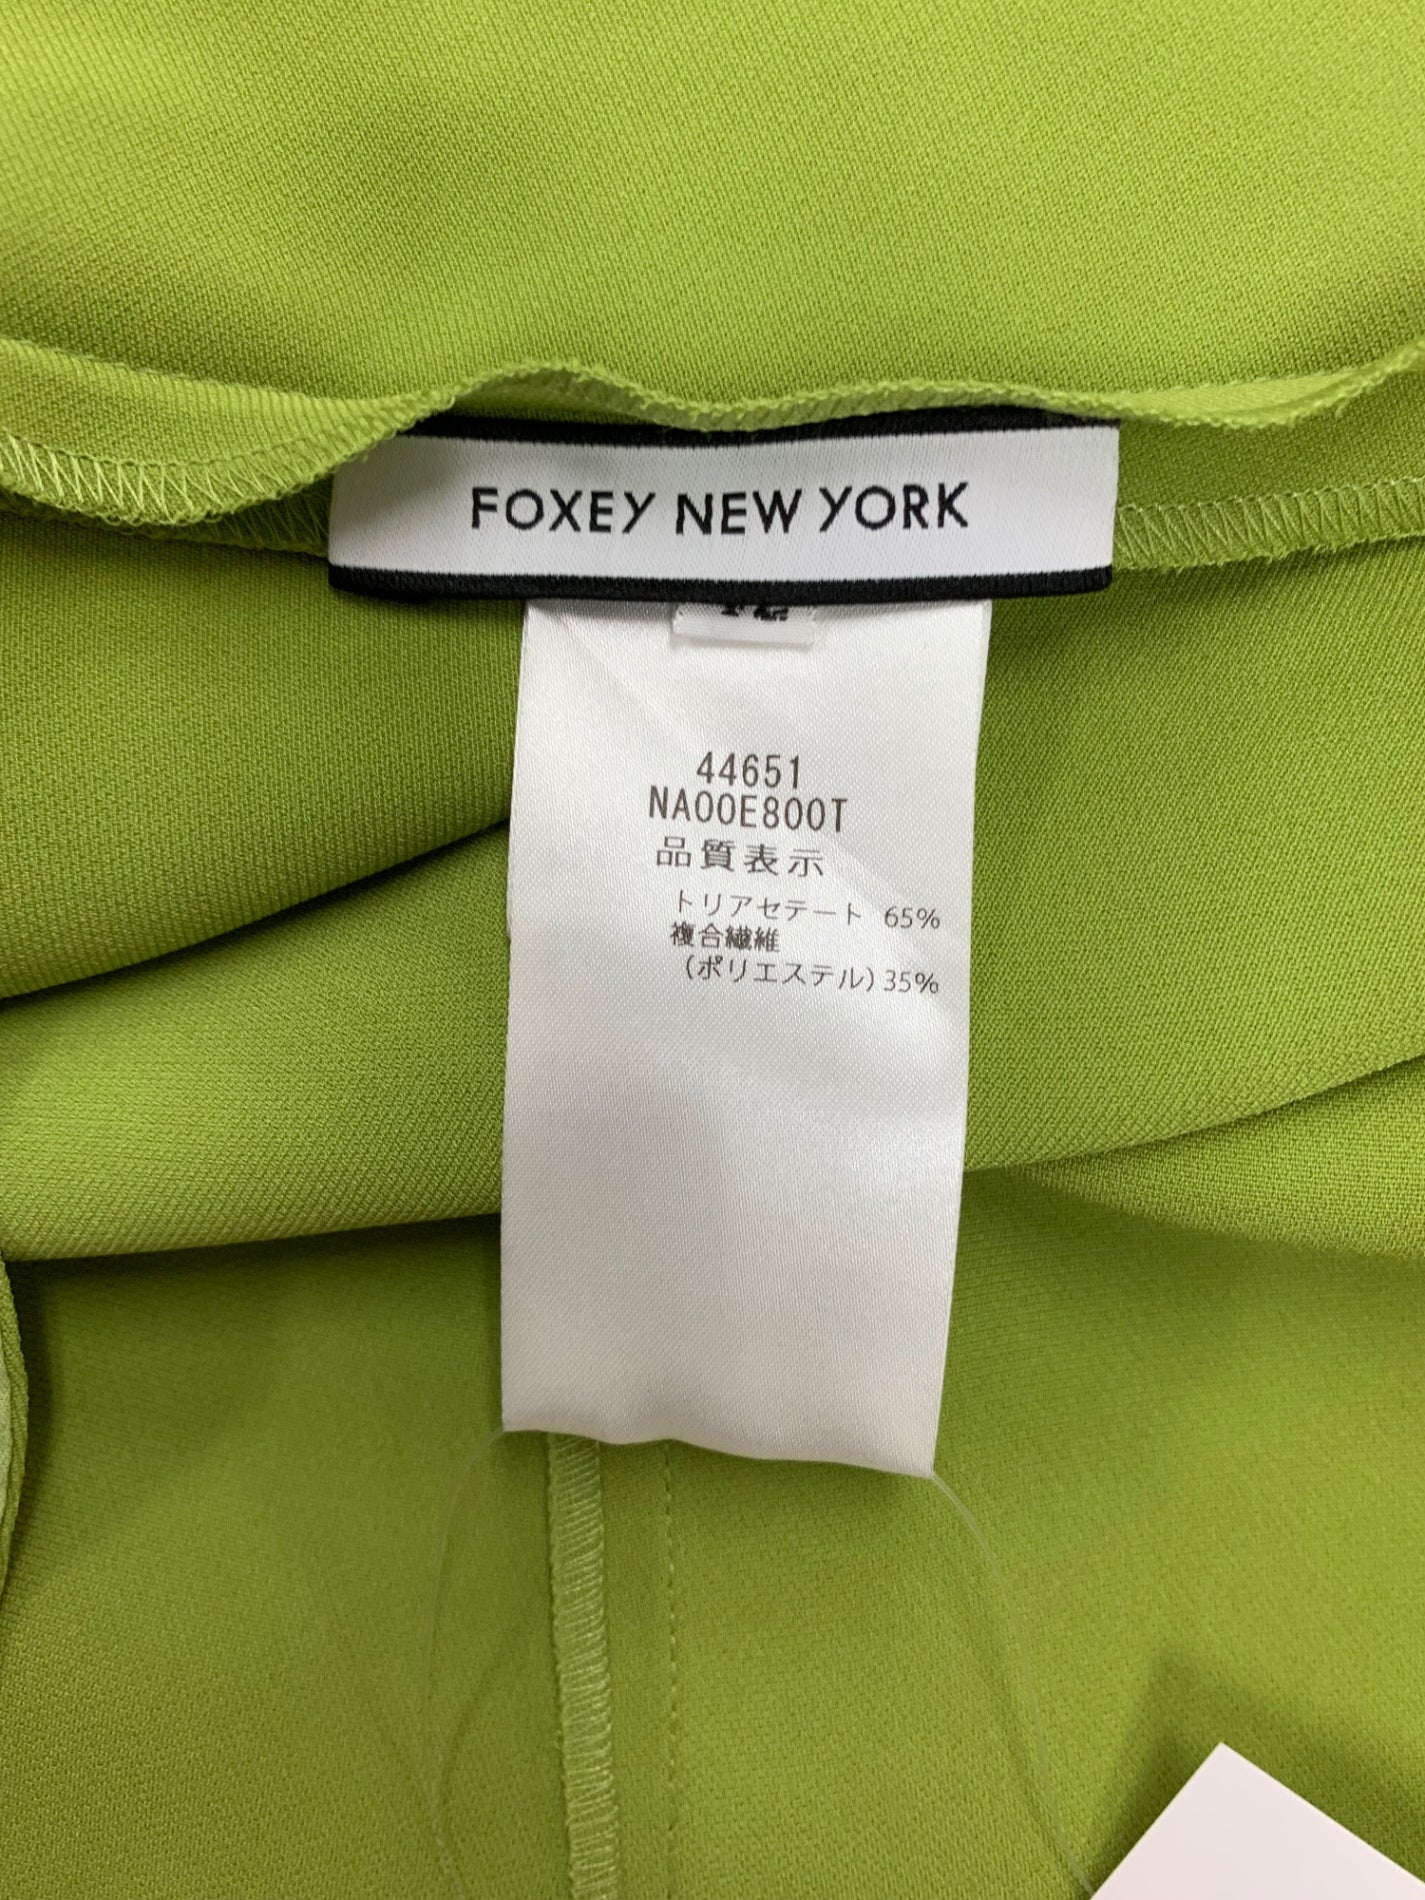 FOXEY NEW YORK
44651
NA00E800T
品質表示
トリアセテート 65%
複合繊維
(ポリエステル) 35%